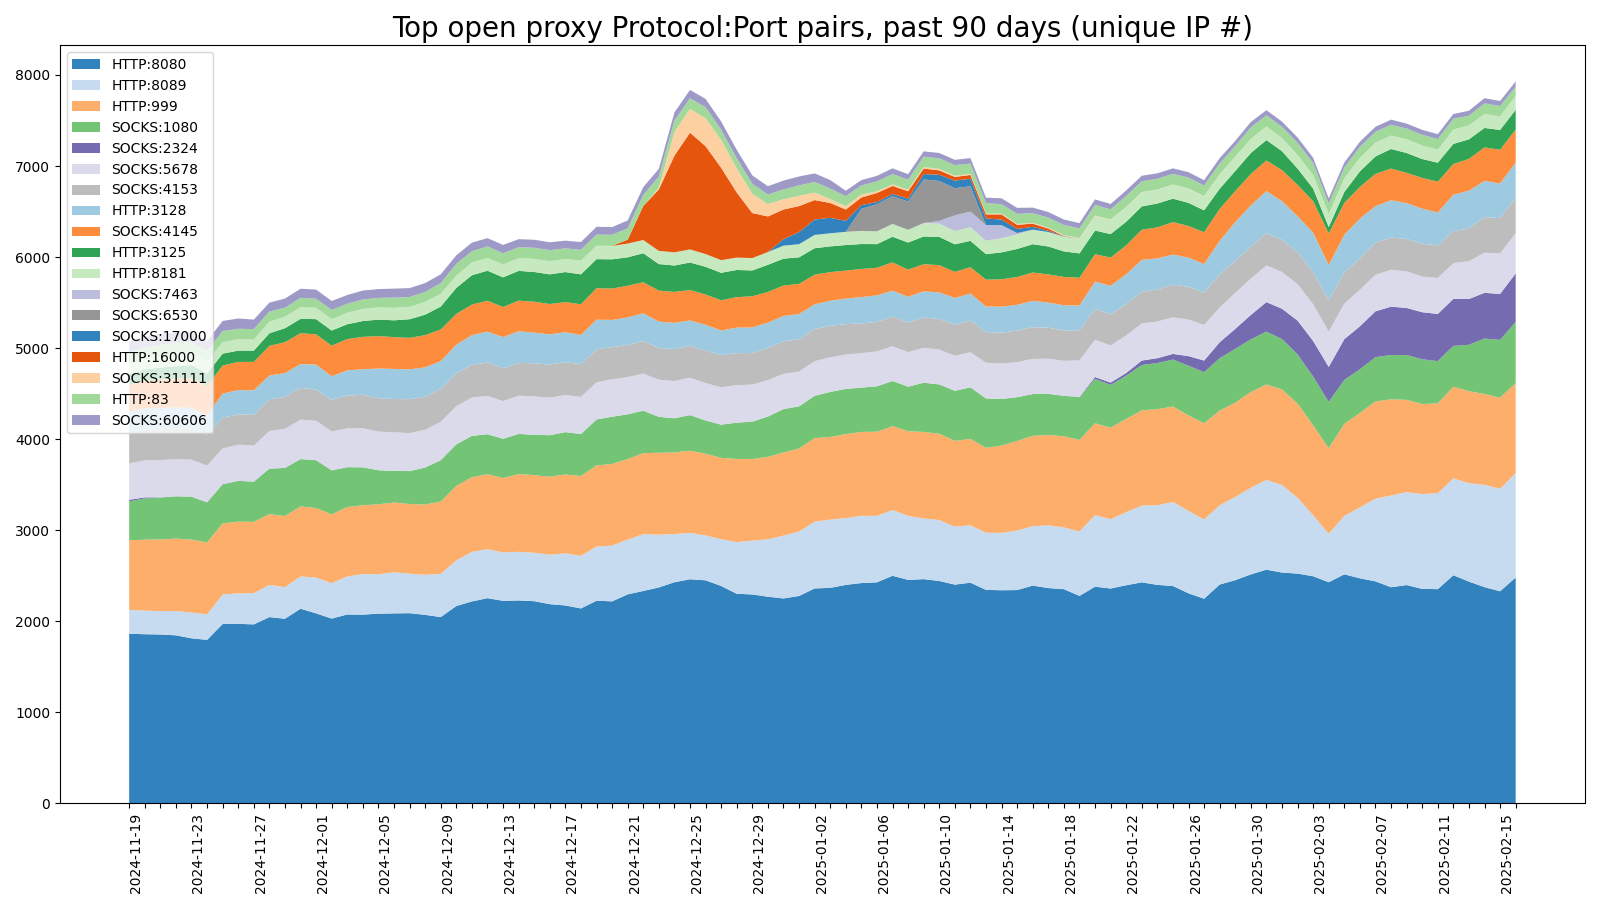 Top open proxy Protocol:Port pairs, past 90 days (unique IP #)
8000
7000
6000
5000
4000
3000
2000
1000
0
HTTP:8080
HTTP:8089
HTTP:999
SOCKS:1080
SOCKS:2324
SOCKS:5678
SOCKS:4153
HTTP:3128
SOCKS:4145
HTTP:3125
HTTP:8181
SOCKS:7463
SOCKS:6530
SOCKS:17000
HTTP:16000
SOCKS:31111
HTTP:83
SOCKS:60606
2024-11-19
2024-11-23
2024-11-27
2024-12-01
2024-12-05
2024-12-09
2024-12-13
2024-12-17
2024-12-21
2024-12-25
2024-12-29
2025-01-02
2025-01-06
2025-01-10
2025-01-14
2025-01-18
2025-01-22
2025-01-26
2025-01-30
2025-02-03
2025-02-07
2025-02-11
2025-02-15